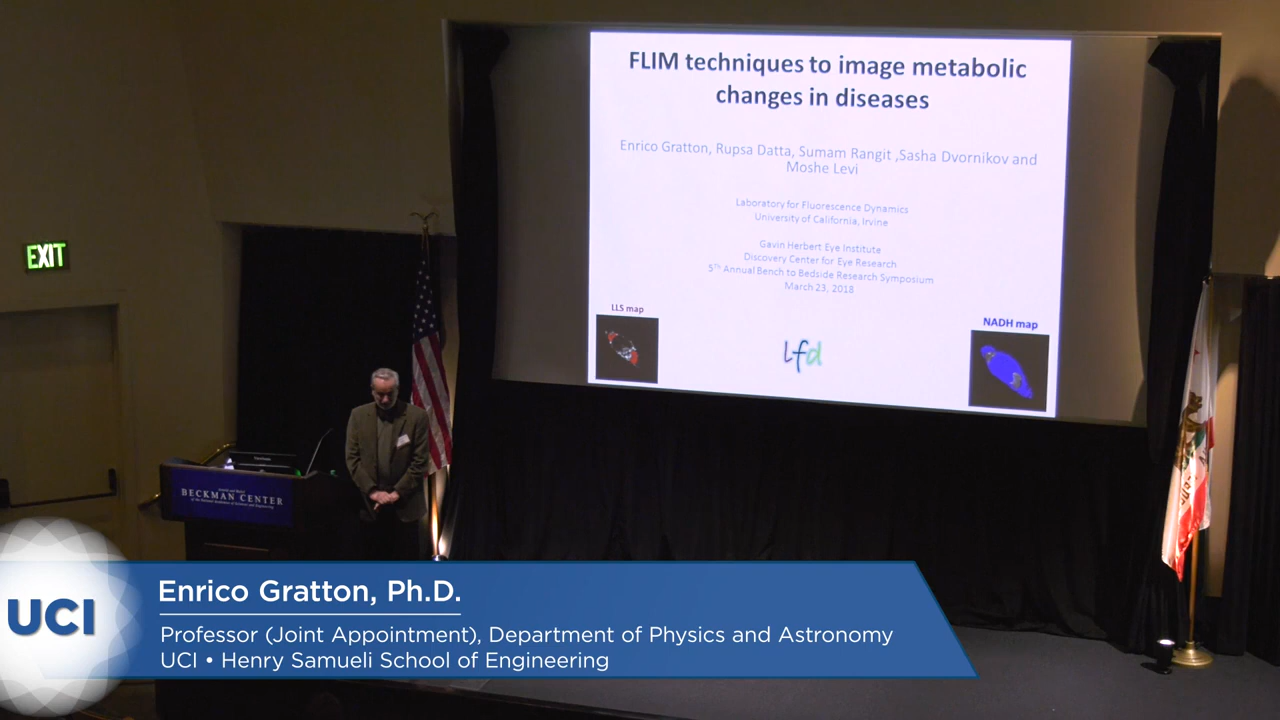 FLIM techniques to image metabolic
changes in diseases
Enrico Gratton, Rupsa Datta, Sumam Rangit ,Sasha Dvornikov and
Moshe Levi
Laboratory for Fluorescence Dynamics
University of California, Irvine
Gavin Herbert Eye Institute
Discovery Center for Eye Research
5Th Annual Bench to Bedside Research Symposium
March 23, 2018
LLS map
NADH map
lfd
EXIT
BECKMAN CENTER
UCI
Enrico Gratton, Ph.D.
Professor (Joint Appointment), Department of Physics and Astronomy
UCI • Henry Samueli School of Engineering